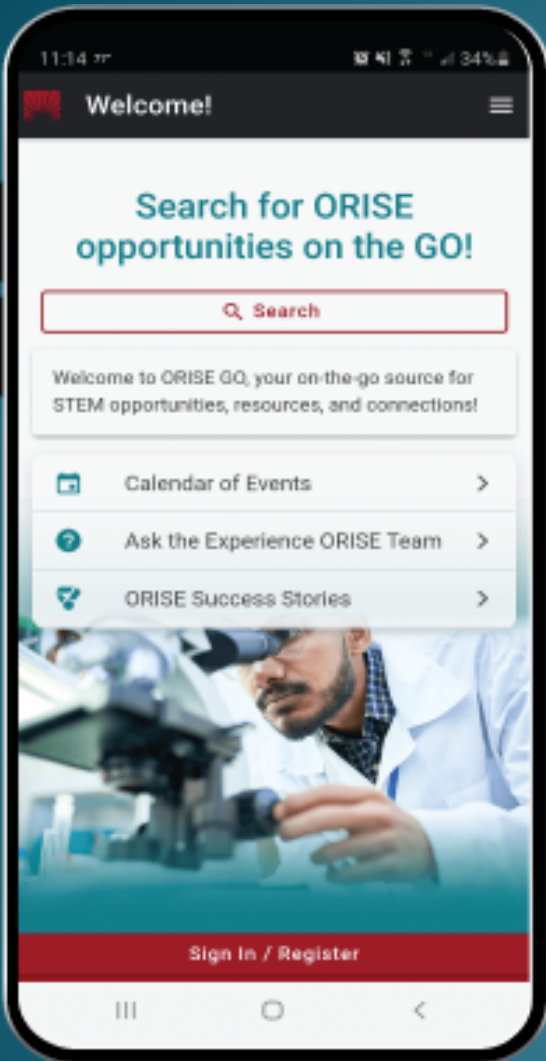 11:14 77°
34%
Welcome!
Search for ORISE
opportunities on the GO!
Search
Welcome to ORISE GO, your on-the-go source for
STEM opportunities, resources, and connections!
Calendar of Events
Ask the Experience ORISE Team
ORISE Success Stories
Sign In / Register